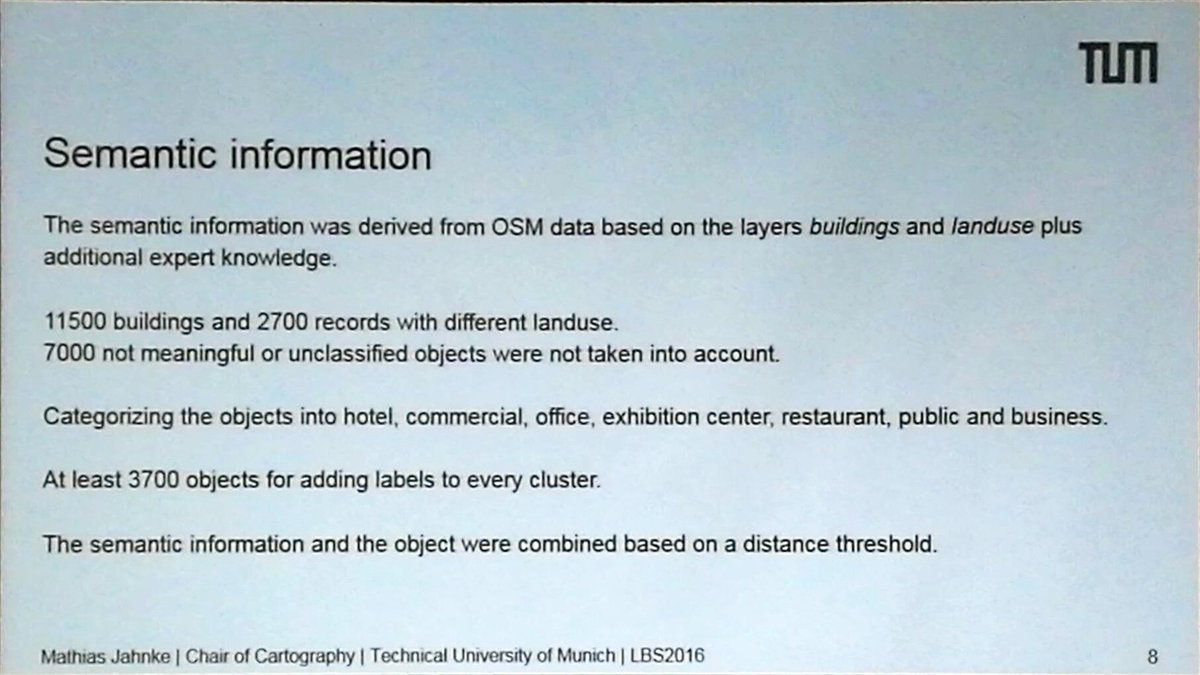 TUM
Semantic information
The semantic information was derived from OSM data based on the layers buildings and landuse plus
additional expert knowledge.
11500 buildings and 2700 records with different landuse.
7000 not meaningful or unclassified objects were not taken into account.
Categorizing the objects into hotel, commercial, office, exhibition center, restaurant, public and business.
At least 3700 objects for adding labels to every cluster.
The semantic information and the object were combined based on a distance threshold.
Mathias Jahnke | Chair of Cartography | Technical University of Munich | LBS2016
8